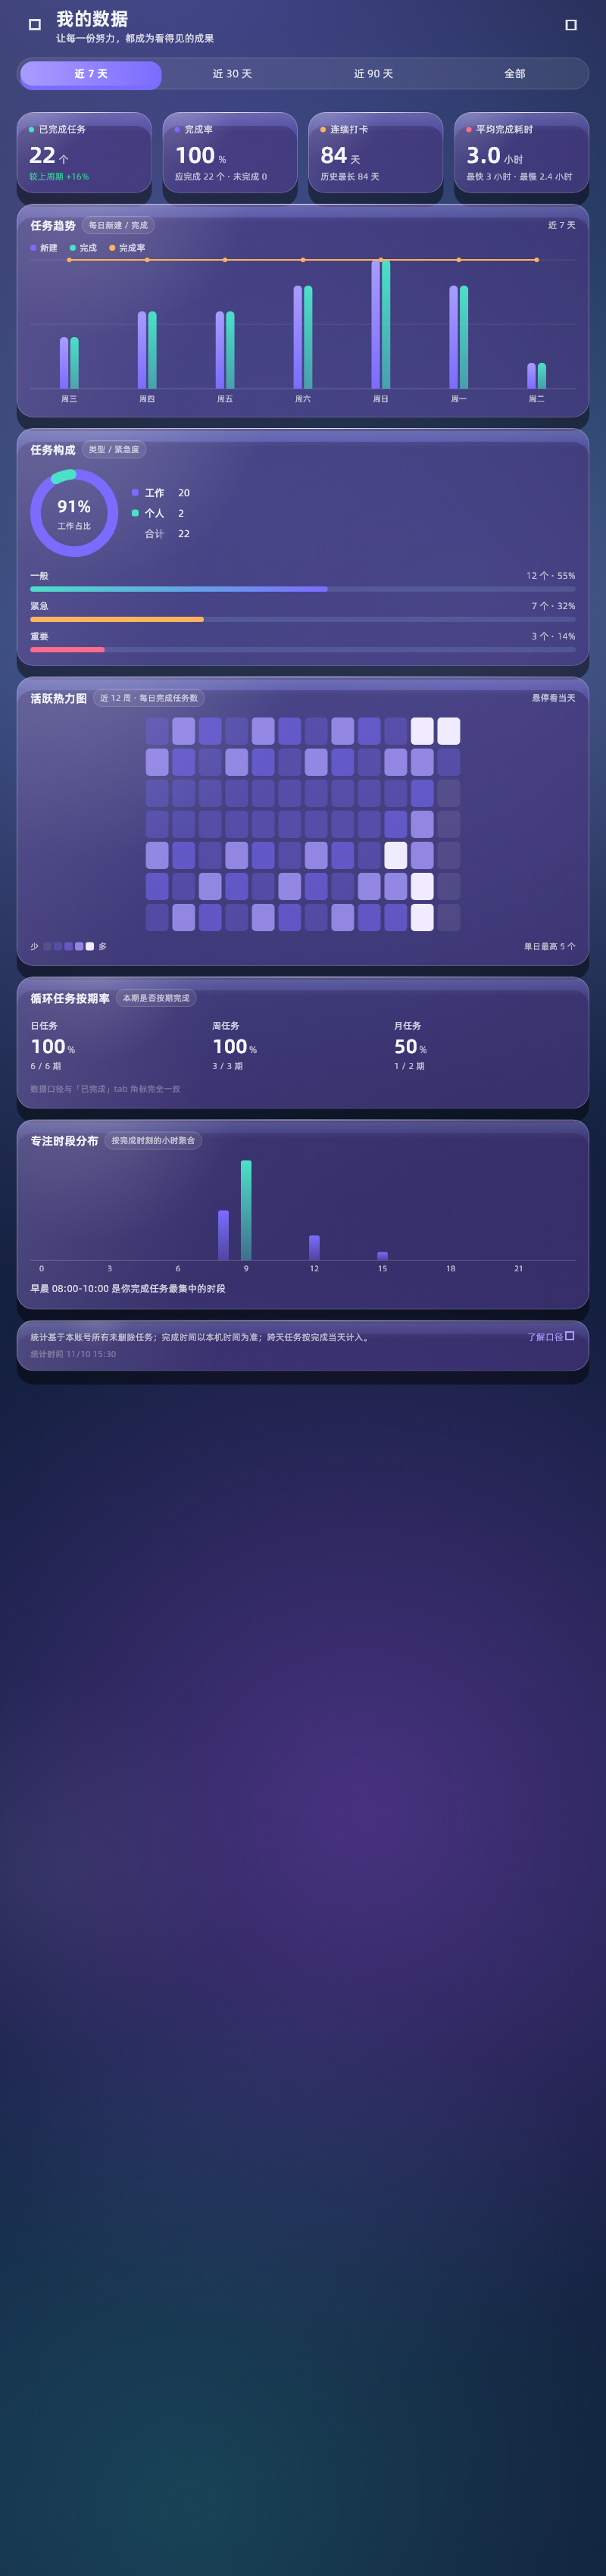 我的数据
让每一份努力，都成为看得见的成果
近 7 天
近 30 天
近 90 天
全部
已完成任务
22 个
较上周期 +16%
完成率
100 %
应完成 22 个 · 未完成 0
连续打卡
84 天
历史最长 84 天
平均完成耗时
3.0 小时
最快 3 小时 · 最慢 2.4 小时
任务趋势 每日新建 / 完成
近 7 天
新建 完成 完成率
周三 周四 周五 周六 周日 周一 周二
任务构成 类型 / 紧急度
91%
工作占比
工作 20
个人 2
合计 22
一般 12 个 · 55%
紧急 7 个 · 32%
重要 3 个 · 14%
活跃热力图 近 12 周 · 每日完成任务数
悬停看当天
少 多
单日最高 5 个
循环任务按期率 本期是否按期完成
日任务
100 %
6 / 6 期
周任务
100 %
3 / 3 期
月任务
50 %
1 / 2 期
数据口径与「已完成」tab 角标完全一致
专注时段分布 按完成时刻的小时聚合
0 3 6 9 12 15 18 21
早晨 08:00-10:00 是你完成任务最集中的时段
统计基于本账号所有未删除任务；完成时间以本机时间为准；跨天任务按完成当天计入。
了解口径
统计时间 11/10 15:30